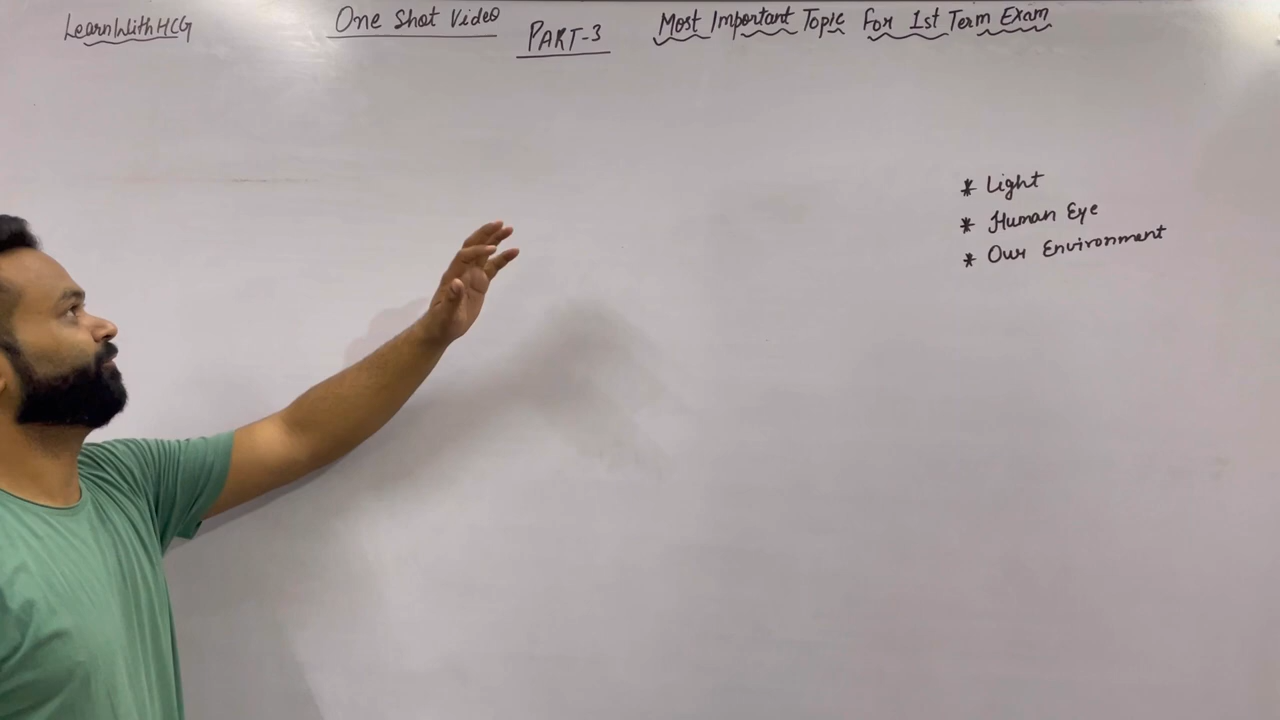 LearnWithHCG
One Shot Video
PART-3
Most Important Topic For 1st Term Exam
* Light
* Human Eye
* Our Environment